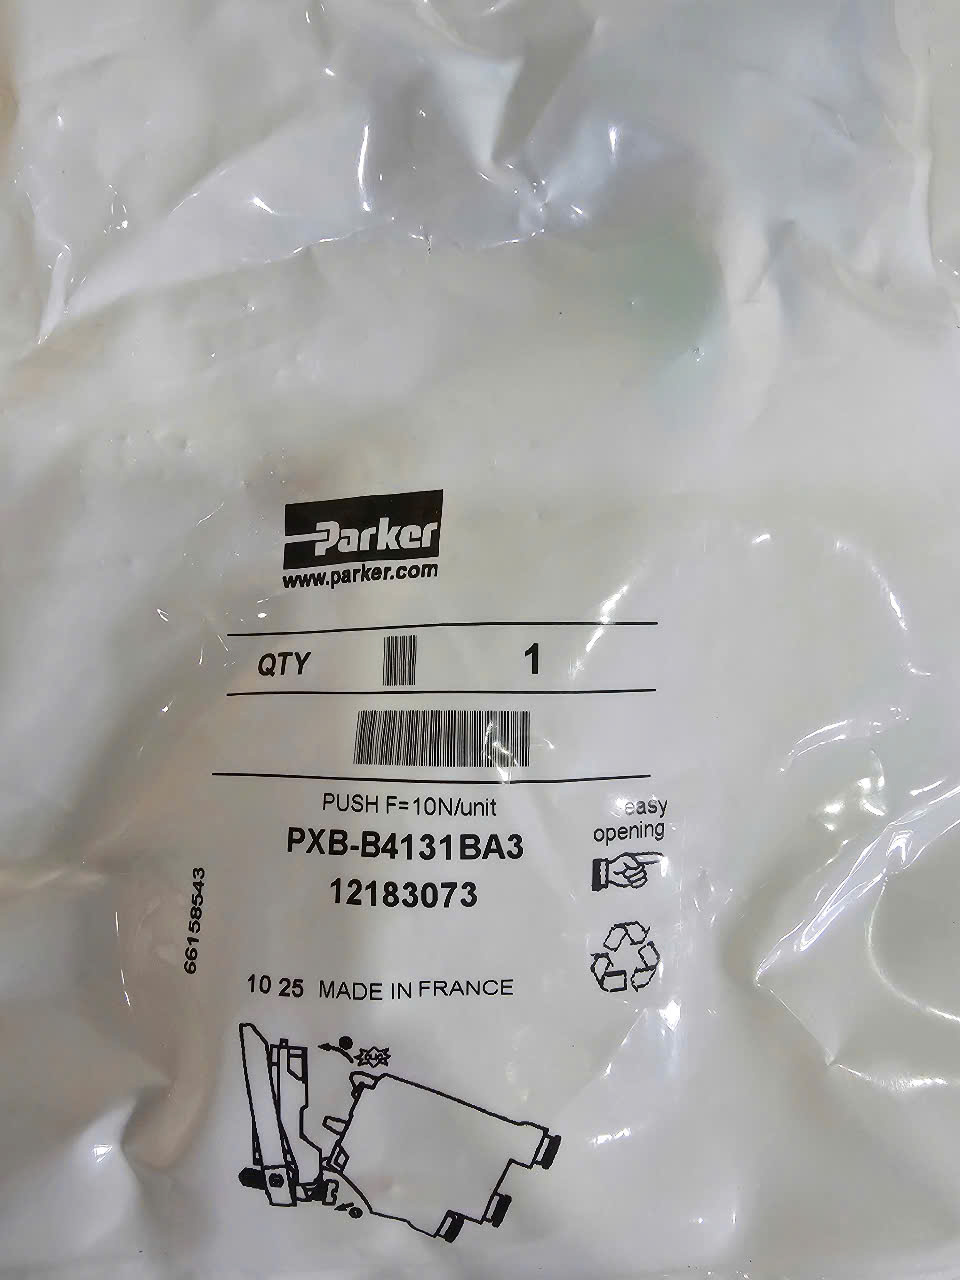 Parker
www.parker.com
QTY 1
PUSH F=10N/unit
easy
opening
PXB-B4131BA3
12183073
66158543
10 25 MADE IN FRANCE